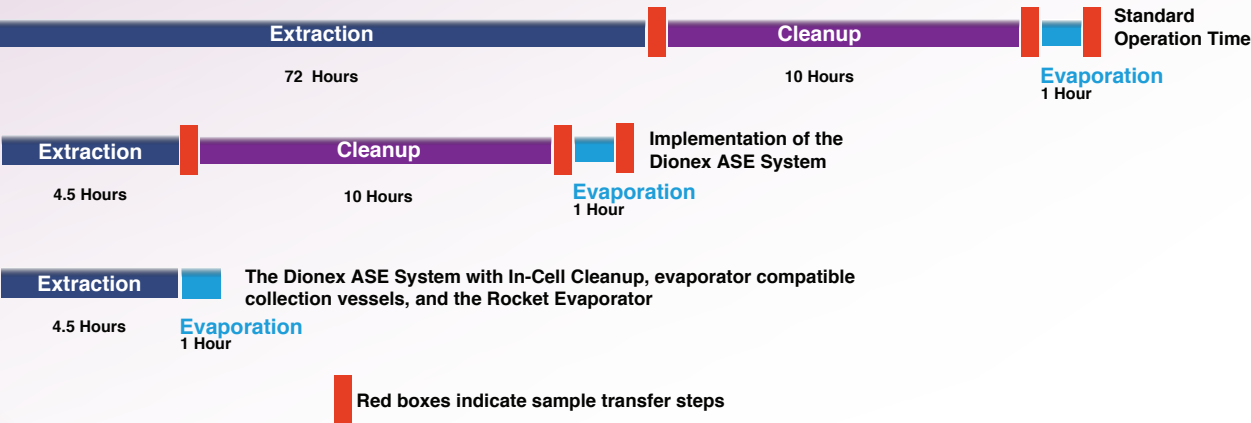 Extraction
Cleanup
Standard
Operation Time
72 Hours
10 Hours
Evaporation
1 Hour
Extraction
Cleanup
Implementation of the
Dionex ASE System
4.5 Hours
10 Hours
Evaporation
1 Hour
Extraction
The Dionex ASE System with In-Cell Cleanup, evaporator compatible
collection vessels, and the Rocket Evaporator
4.5 Hours
Evaporation
1 Hour
Red boxes indicate sample transfer steps